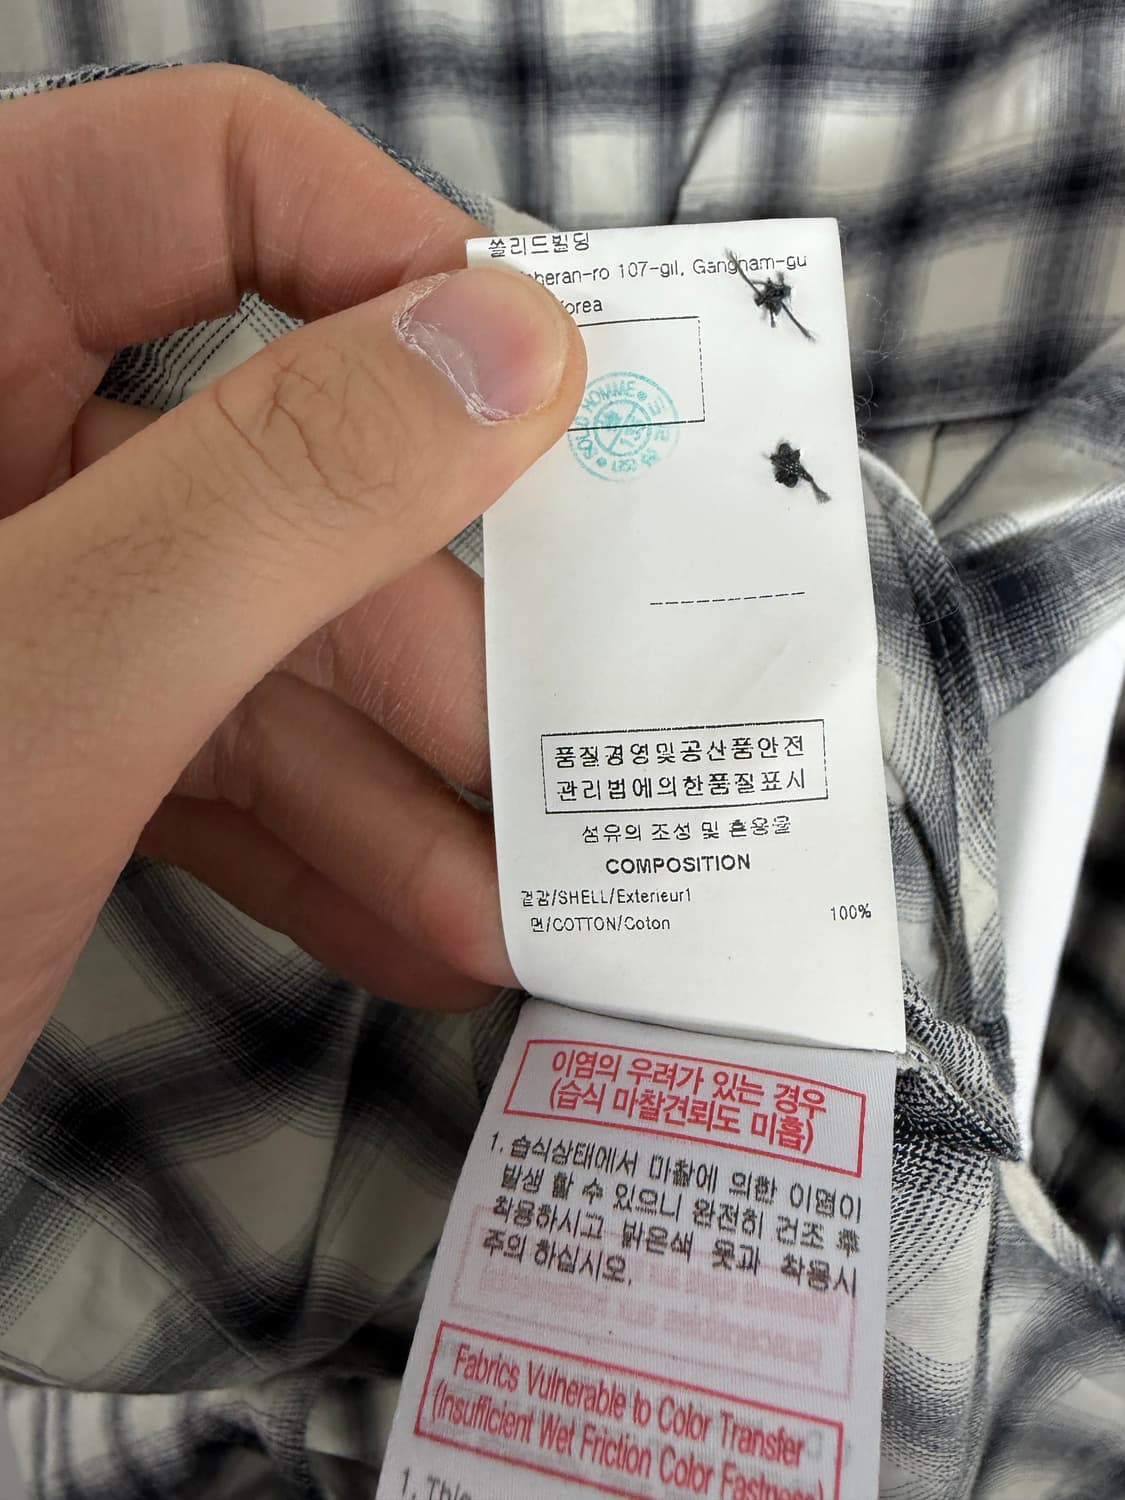 쏠리드빌딩
heran-ro 107-gil, Gangnam-gu
Korea
SOLID HOMME
품질경영및공산품안전
관리법에의한품질표시
섬유의 조성 및 혼용율
COMPOSITION
겉감/SHELL/Exterieur1
면/COTTON/Coton 100%
이염의 우려가 있는 경우
(습식 마찰견뢰도 미흡)
1. 습식상태에서 마찰에 의한 이염이
발생 할 수 있으니 완전히 건조 후
착용하시고 밝은색 옷과 착용시
주의 하십시오.
Fabrics Vulnerable to Color Transfer
(Insufficient Wet Friction Color Fastness)
1. This